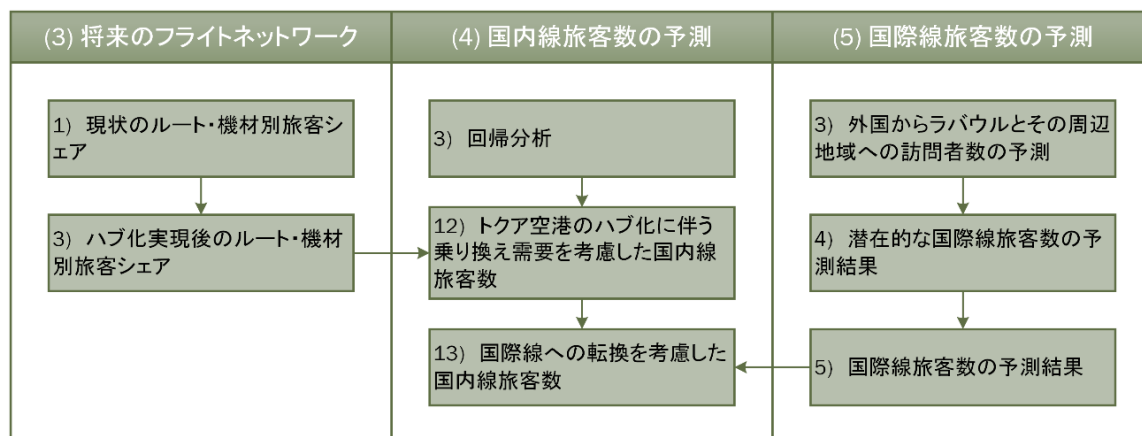 (3) 将来のフライトネットワーク
(4) 国内線旅客数の予測
(5) 国際線旅客数の予測
1) 現状のルート・機材別旅客シ
ェア
3) ハブ化実現後のルート・機材
別旅客シェア
3) 回帰分析
12) トクア空港のハブ化に伴う
乗り換え需要を考慮した国内線
旅客数
13) 国際線への転換を考慮した
国内線旅客数
3) 外国からラバウルとその周辺
地域への訪問者数の予測
4) 潜在的な国際線旅客数の予
測結果
5) 国際線旅客数の予測結果